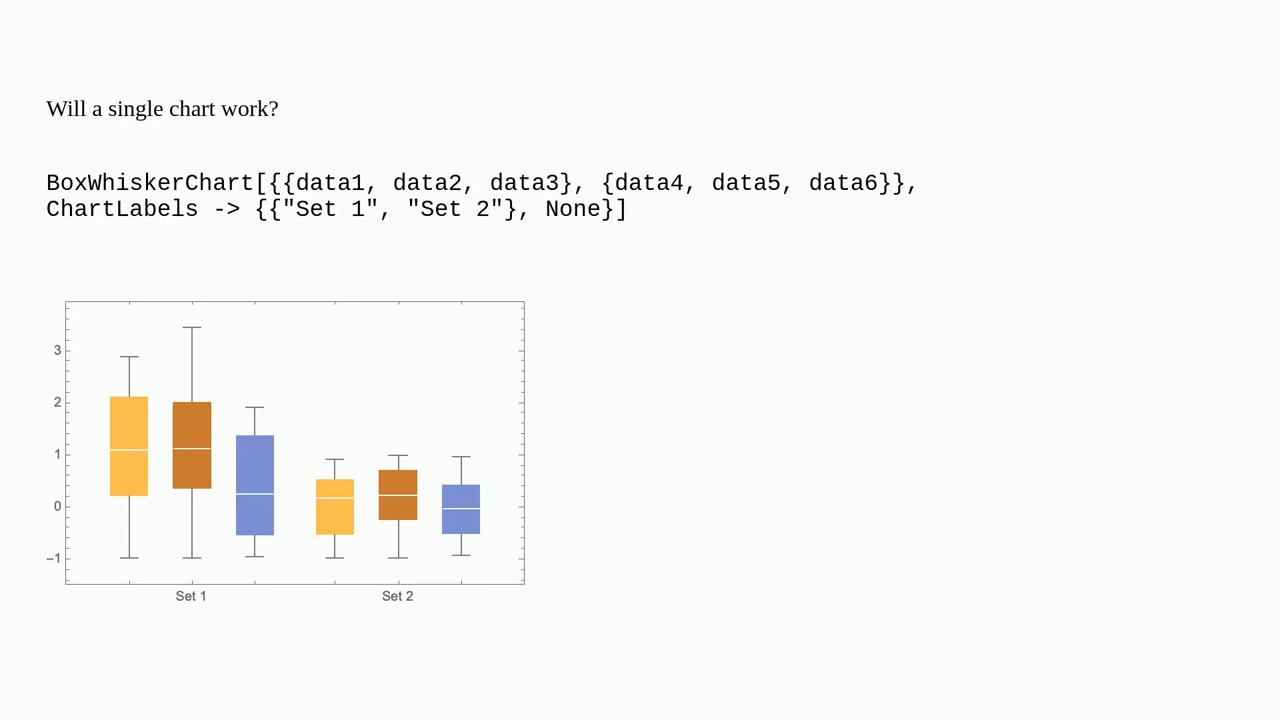 Will a single chart work?
BoxWhiskerChart[{{data1, data2, data3}, {data4, data5, data6}},
ChartLabels -> {{"Set 1", "Set 2"}, None}]
3
2
1
0
−1
Set 1 Set 2